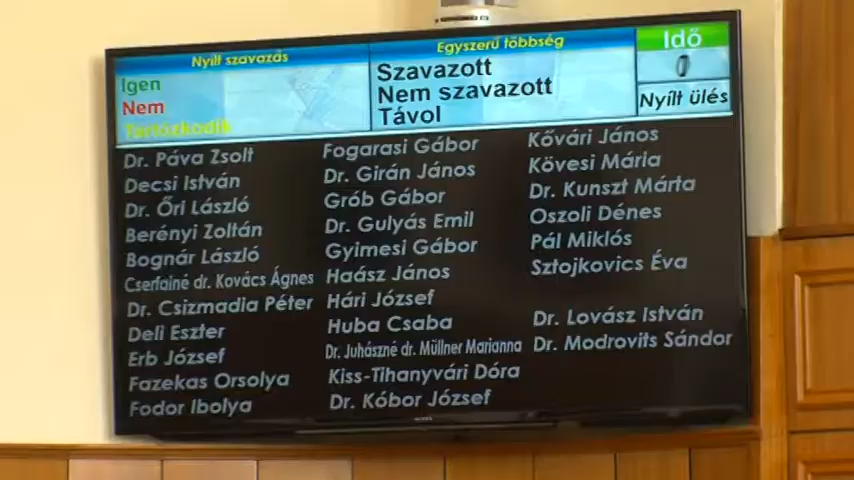 Nyílt szavazás
Igen
Nem
Tartózkodik
Egyszerű többség
Szavazott
Nem szavazott
Távol
Idő
0
Nyílt ülés
Dr. Páva Zsolt
Decsi István
Dr. Őri László
Berényi Zoltán
Bognár László
Cserfainé dr. Kovács Ágnes
Dr. Csizmadia Péter
Deli Eszter
Erb József
Fazekas Orsolya
Fodor Ibolya
Fogarasi Gábor
Dr. Girán János
Grób Gábor
Dr. Gulyás Emil
Gyimesi Gábor
Haász János
Hári József
Huba Csaba
Dr. Juhászné dr. Müllner Marianna
Kiss-Tihanyvári Dóra
Dr. Kóbor József
Kővári János
Kövesi Mária
Dr. Kunszt Márta
Oszoli Dénes
Pál Miklós
Sztojkovics Éva
Dr. Lovász István
Dr. Modrovits Sándor